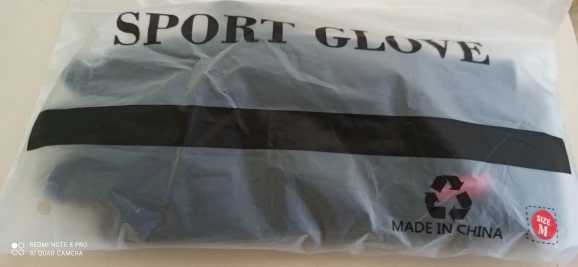 SPORT GLOVE
MADE IN CHINA
SIZE
M
REDMI NOTE 8 PRO
AI QUAD CAMERA